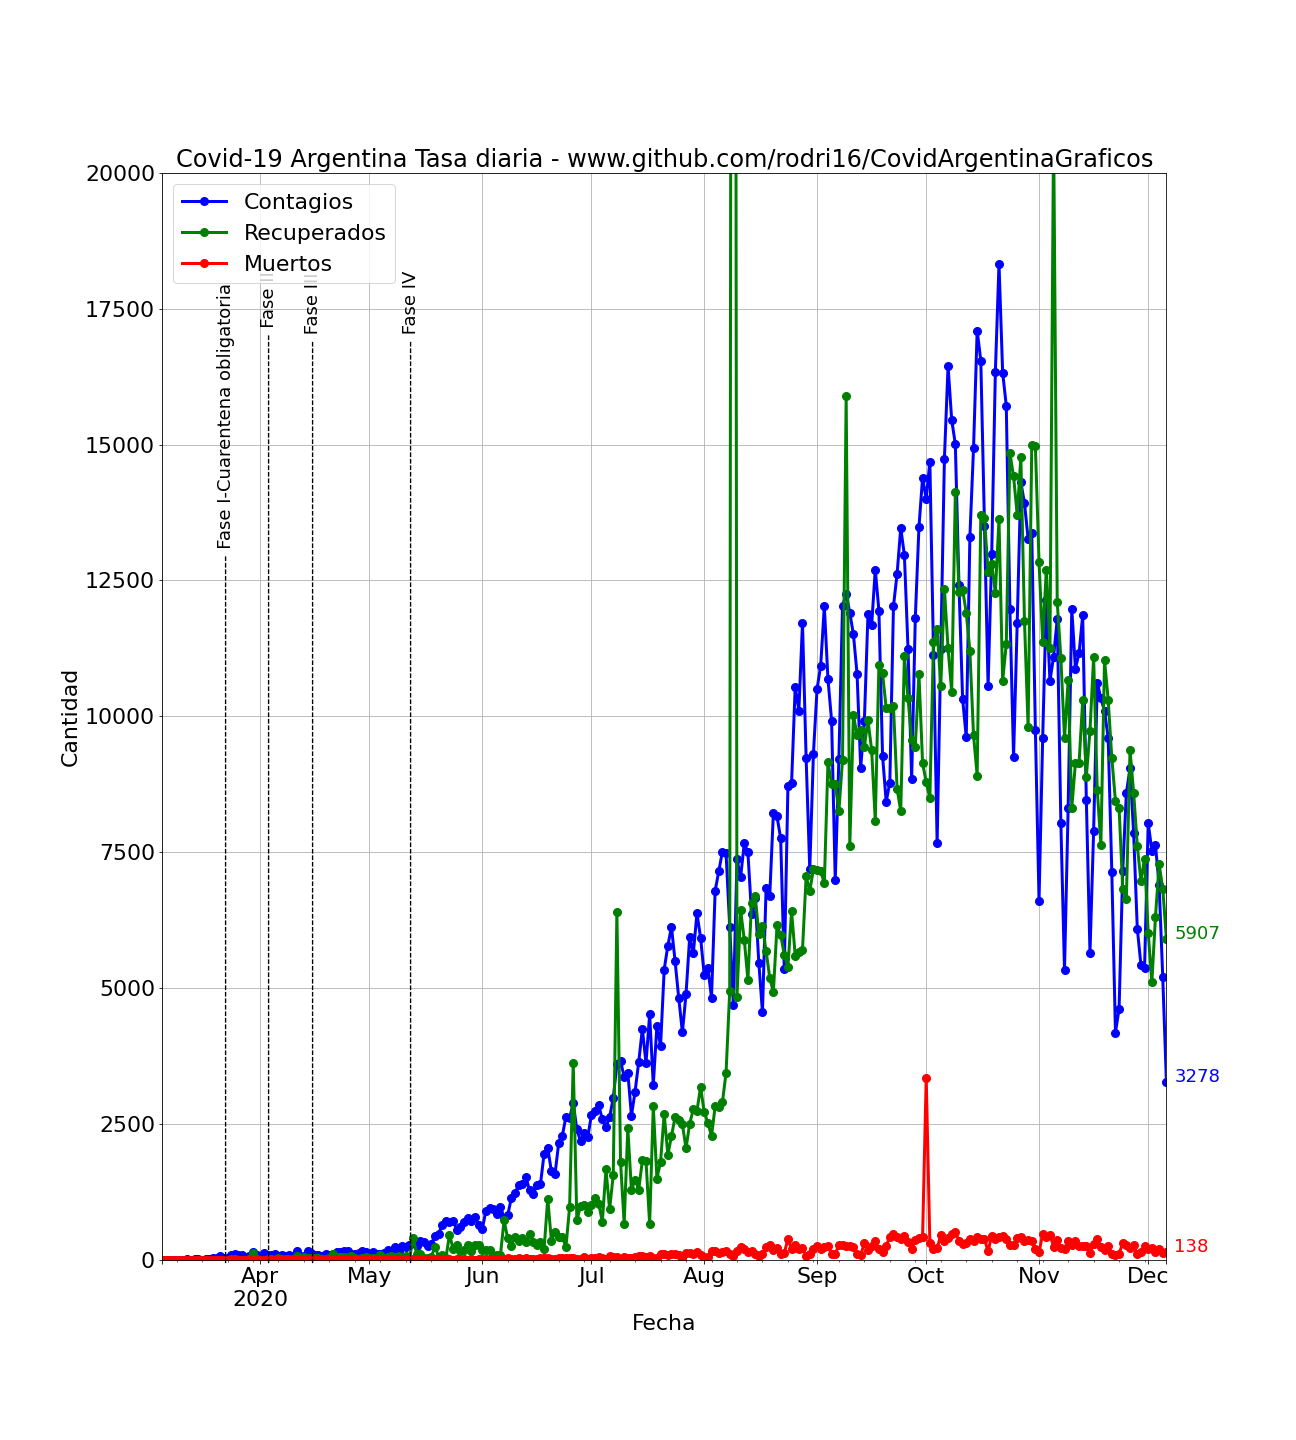 Covid-19 Argentina Tasa diaria - www.github.com/rodri16/CovidArgentinaGraficos
20000
17500
15000
12500
10000
7500
5000
2500
0
Cantidad
Contagios
Recuperados
Muertos
Fase I-Cuarentena obligatoria
Fase II
Fase III
Fase IV
5907
3278
138
Apr
2020
May
Jun
Jul
Aug
Sep
Oct
Nov
Dec
Fecha